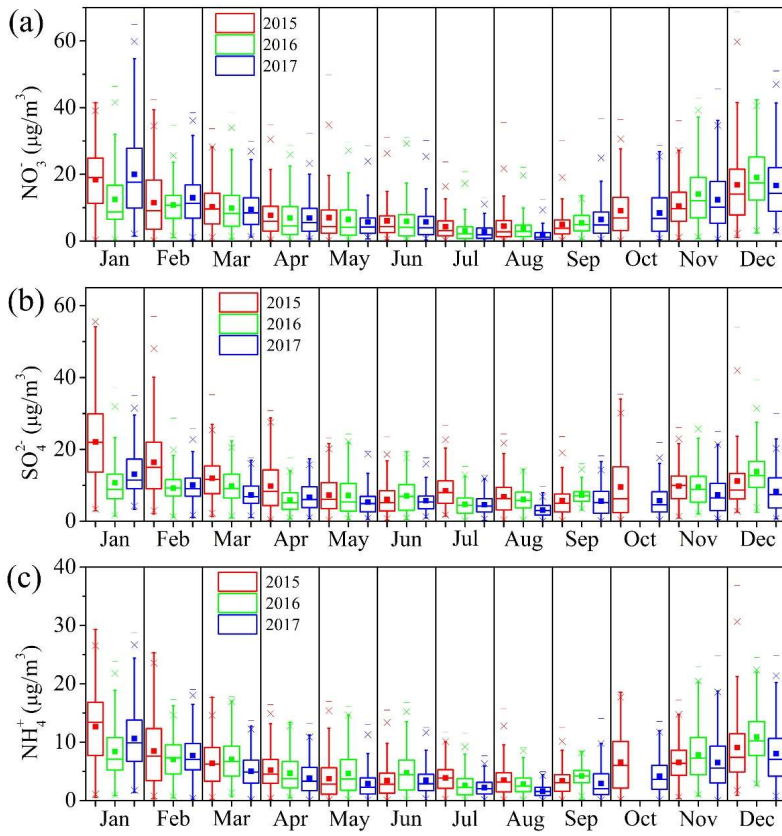 (a)
2015
2016
2017
NO₃⁻ (μg/m³)
60
40
20
0
Jan Feb Mar Apr May Jun Jul Aug Sep Oct Nov Dec
(b)
2015
2016
2017
SO₄²⁻ (μg/m³)
60
40
20
0
Jan Feb Mar Apr May Jun Jul Aug Sep Oct Nov Dec
(c)
2015
2016
2017
NH₄⁺ (μg/m³)
40
30
20
10
0
Jan Feb Mar Apr May Jun Jul Aug Sep Oct Nov Dec